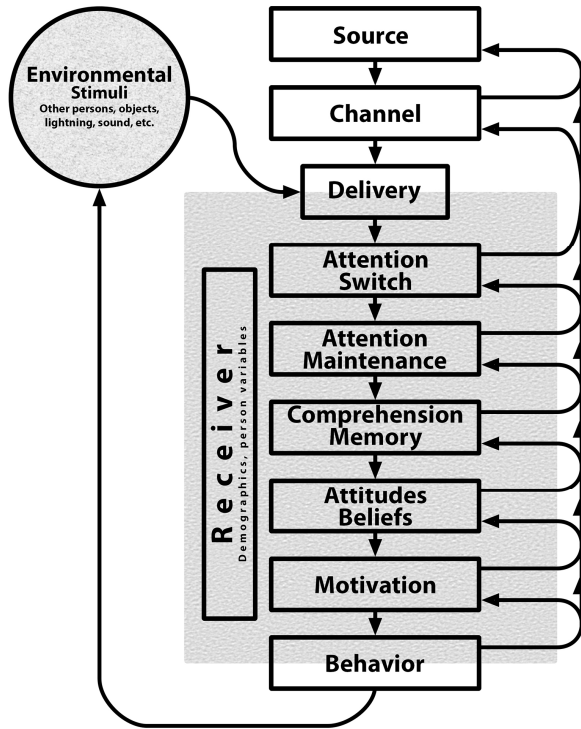 Environmental
Stimuli
Other persons, objects,
lightning, sound, etc.
Source
Channel
Delivery
Attention
Switch
Attention
Maintenance
Comprehension
Memory
Attitudes
Beliefs
Motivation
Behavior
Receiver
Demographics, person variables